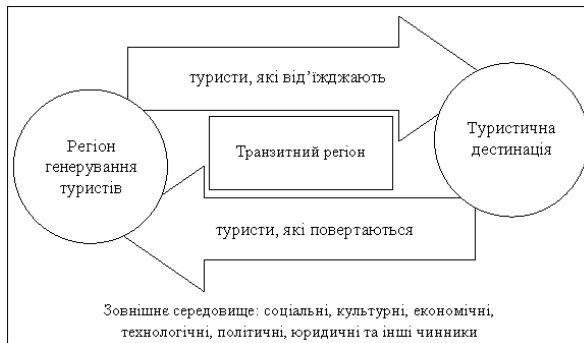 туристи, які від’їжджають
Регіон
генерування
туристів
Транзитний регіон
Туристична
дестинація
туристи, які повертаються
Зовнішнє середовище: соціальні, культурні, економічні,
технологічні, політичні, юридичні та інші чинники